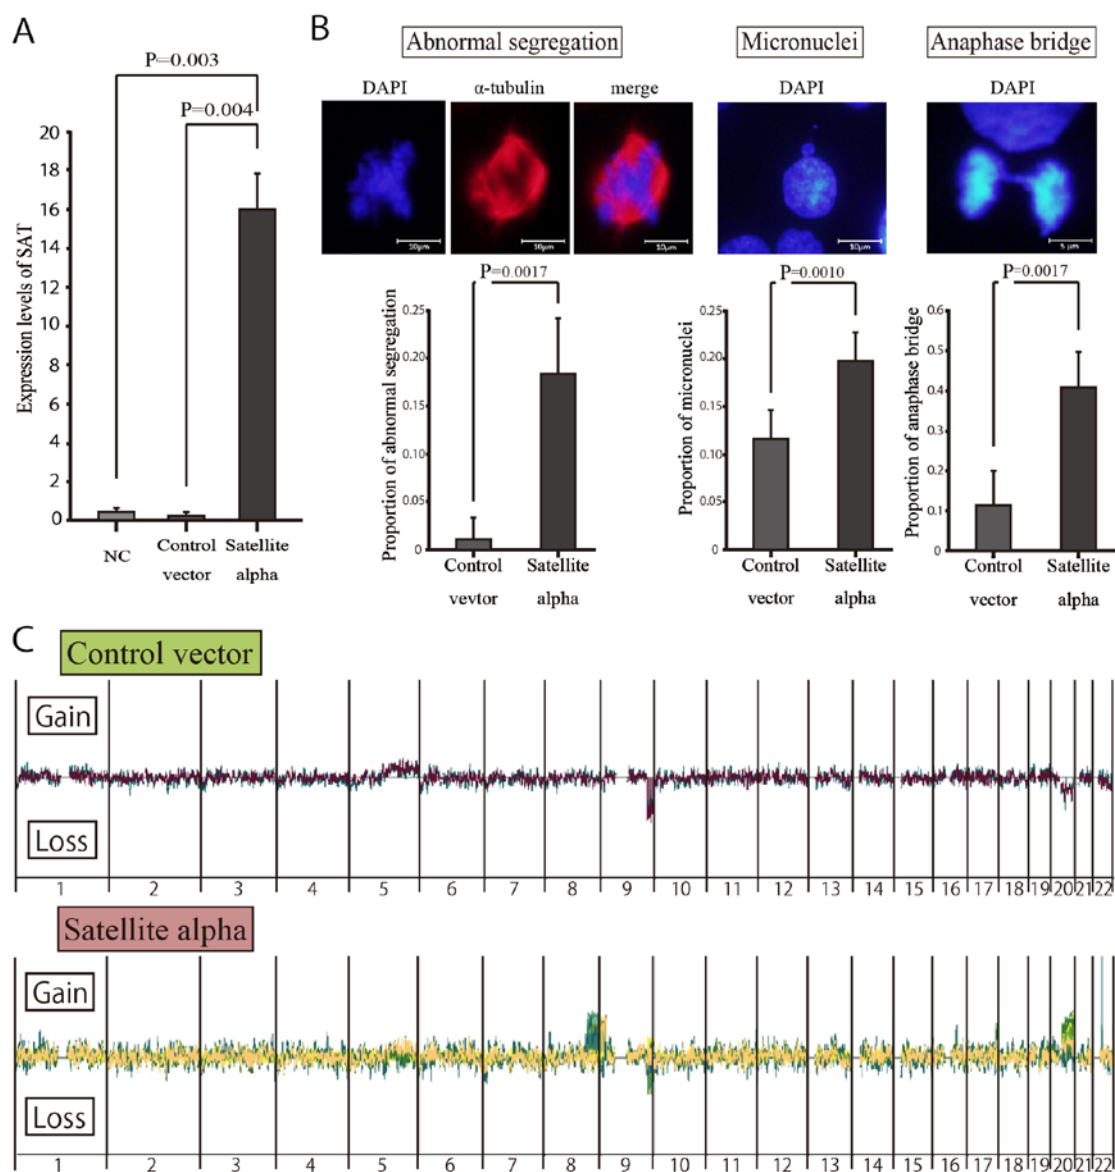 A
P=0.003
P=0.004
Expression levels of SAT
20
18
16
14
12
10
8
6
4
2
0
NC
Control vector
Satellite alpha
B
Abnormal segregation
Micronuclei
Anaphase bridge
DAPI
α-tubulin
merge
DAPI
DAPI
10μm
10μm
10μm
10μm
5 μm
P=0.0017
Proportion of abnormal segregation
0.25
0.20
0.15
0.10
0.05
0
Control vevtor
Satellite alpha
P=0.0010
Proportion of micronuclei
0.25
0.20
0.15
0.10
0.05
0
Control vector
Satellite alpha
P=0.0017
Proportion of anaphase bridge
0.6
0.5
0.4
0.3
0.2
0.1
0
Control vector
Satellite alpha
C
Control vector
Gain
Loss
1 2 3 4 5 6 7 8 9 10 11 12 13 14 15 16 17 18 19 20 21 22
Satellite alpha
Gain
Loss
1 2 3 4 5 6 7 8 9 10 11 12 13 14 15 16 17 18 19 20 21 22